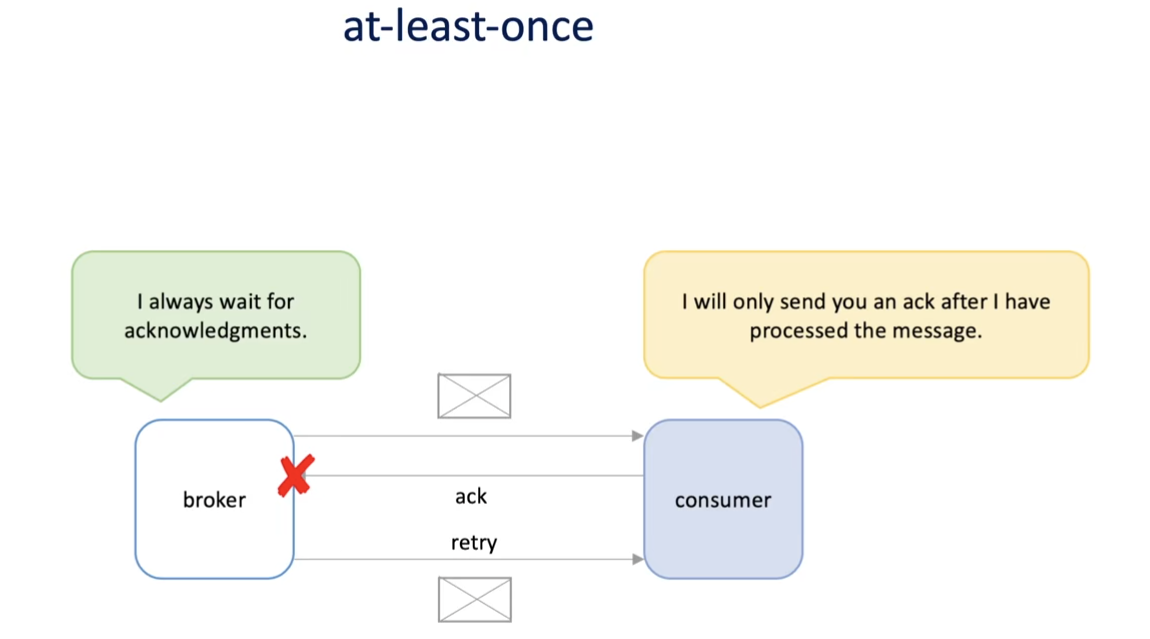 at-least-once
I always wait for
acknowledgments.
I will only send you an ack after I have
processed the message.
broker
ack
consumer
retry